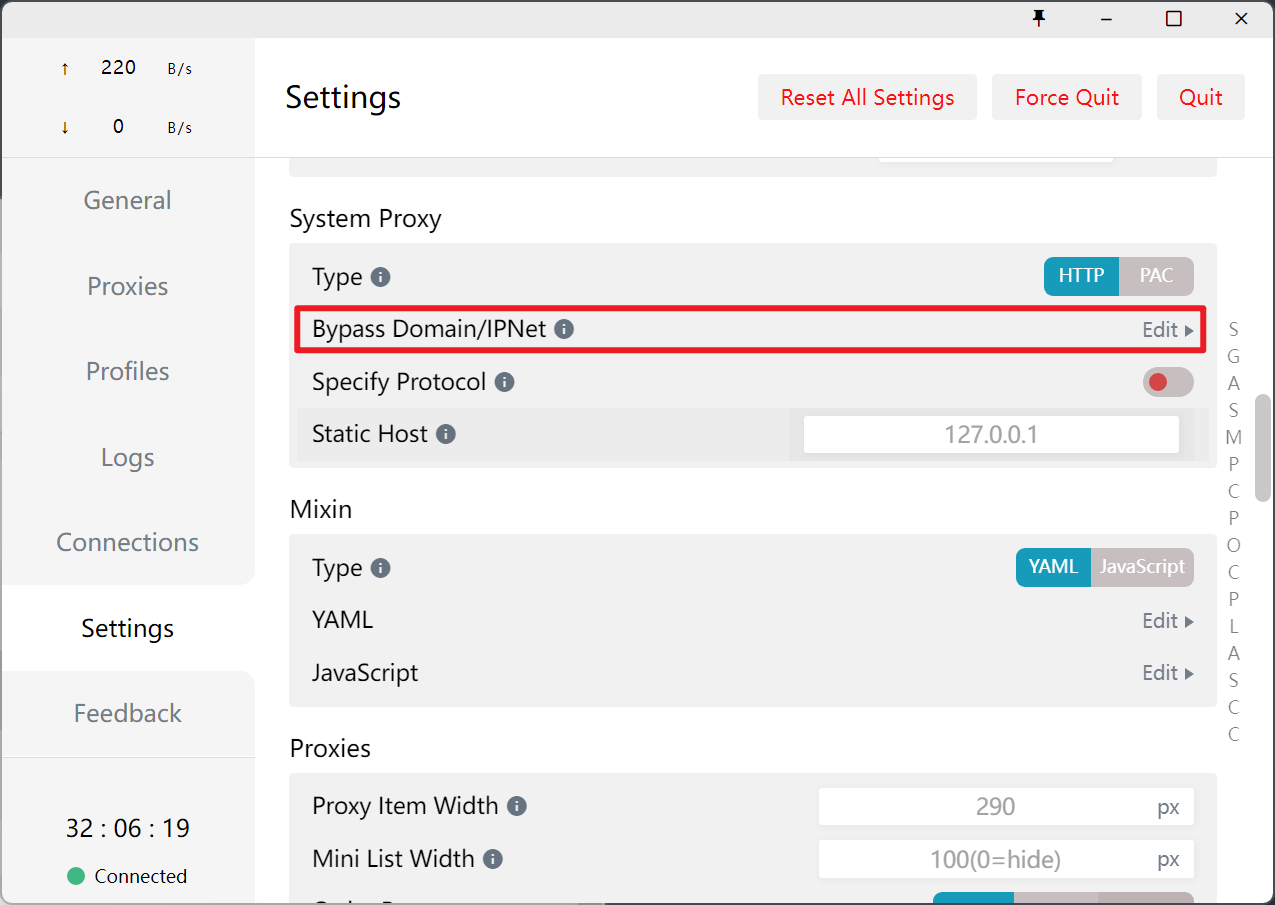 ↑ 220 B/s
↓ 0 B/s
Settings
Reset All Settings
Force Quit
Quit
General
Proxies
Profiles
Logs
Connections
Settings
Feedback
32 : 06 : 19
Connected
System Proxy
Type
HTTP PAC
Bypass Domain/IPNet
Edit
Specify Protocol
Static Host
127.0.0.1
Mixin
Type
YAML JavaScript
YAML
Edit
JavaScript
Edit
Proxies
Proxy Item Width
290 px
Mini List Width
100(0=hide) px
S
G
A
S
M
P
C
P
O
C
P
L
A
S
C
C